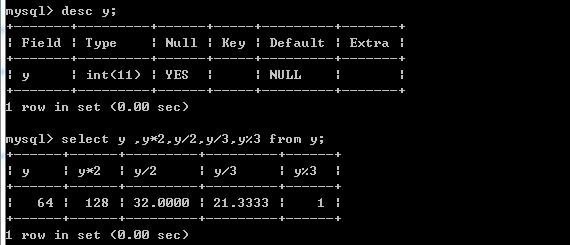 mysql> desc y;
+-------+---------+------+-----+---------+-------+
| Field | Type    | Null | Key | Default | Extra |
+-------+---------+------+-----+---------+-------+
| y     | int(11) | YES  |     | NULL    |       |
+-------+---------+------+-----+---------+-------+
1 row in set (0.00 sec)
mysql> select y ,y*2,y/2,y/3,y%3 from y;
+------+------+---------+---------+------+
| y    | y*2  | y/2     | y/3     | y%3  |
+------+------+---------+---------+------+
|   64 |  128 | 32.0000 | 21.3333 |    1 |
+------+------+---------+---------+------+
1 row in set (0.00 sec)